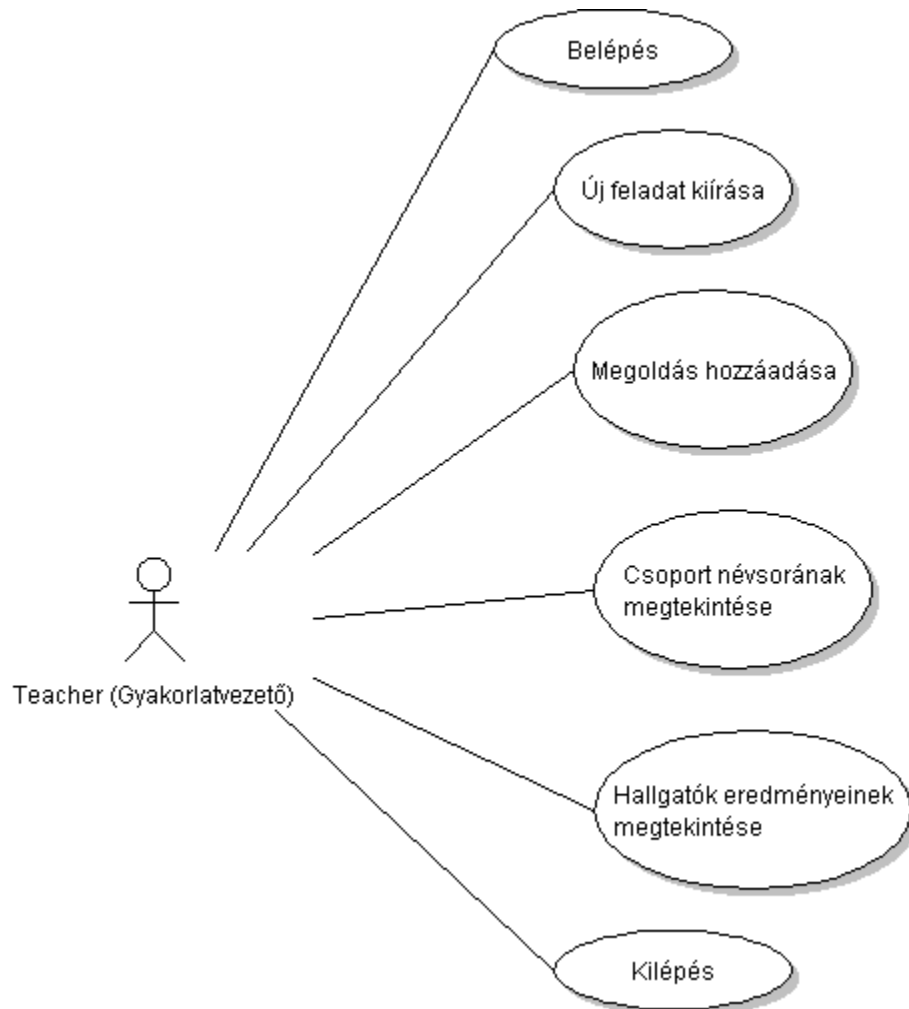 Belépés
Új feladat kiírása
Megoldás hozzáadása
Csoport névsorának
megtekintése
Teacher (Gyakorlatvezető)
Hallgatók eredményeinek
megtekintése
Kilépés